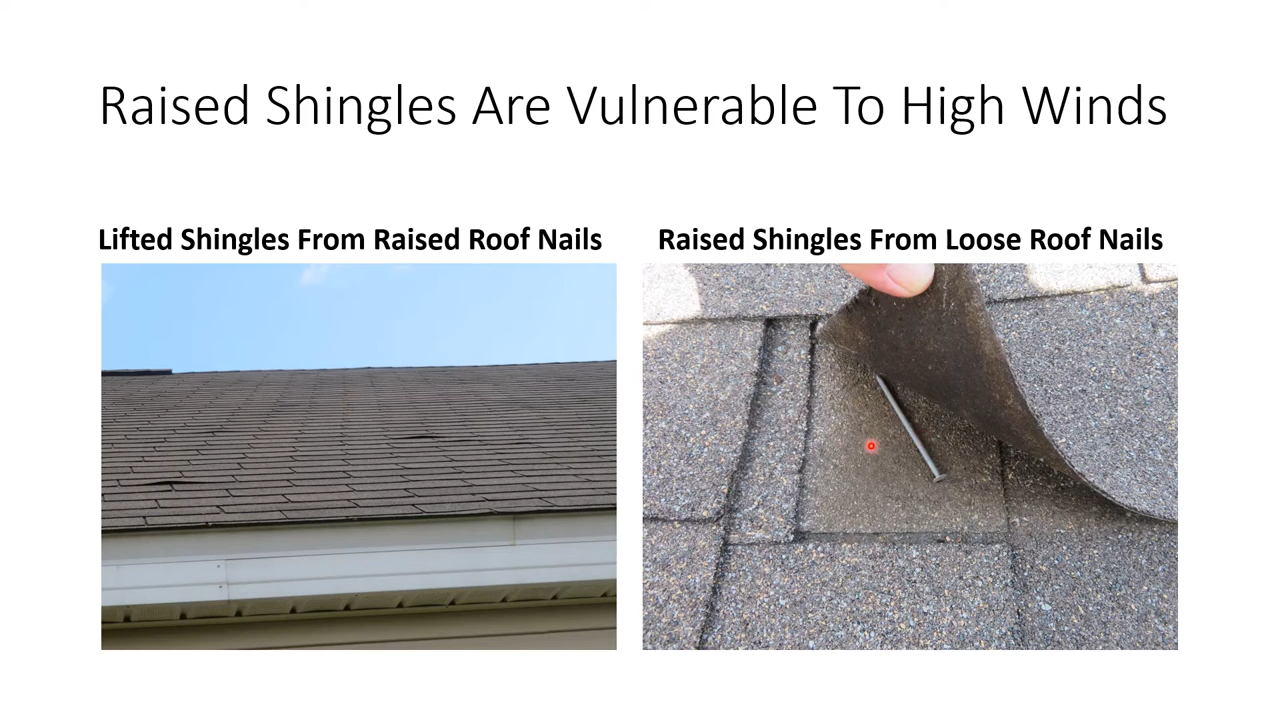 Raised Shingles Are Vulnerable To High Winds
Lifted Shingles From Raised Roof Nails
Raised Shingles From Loose Roof Nails